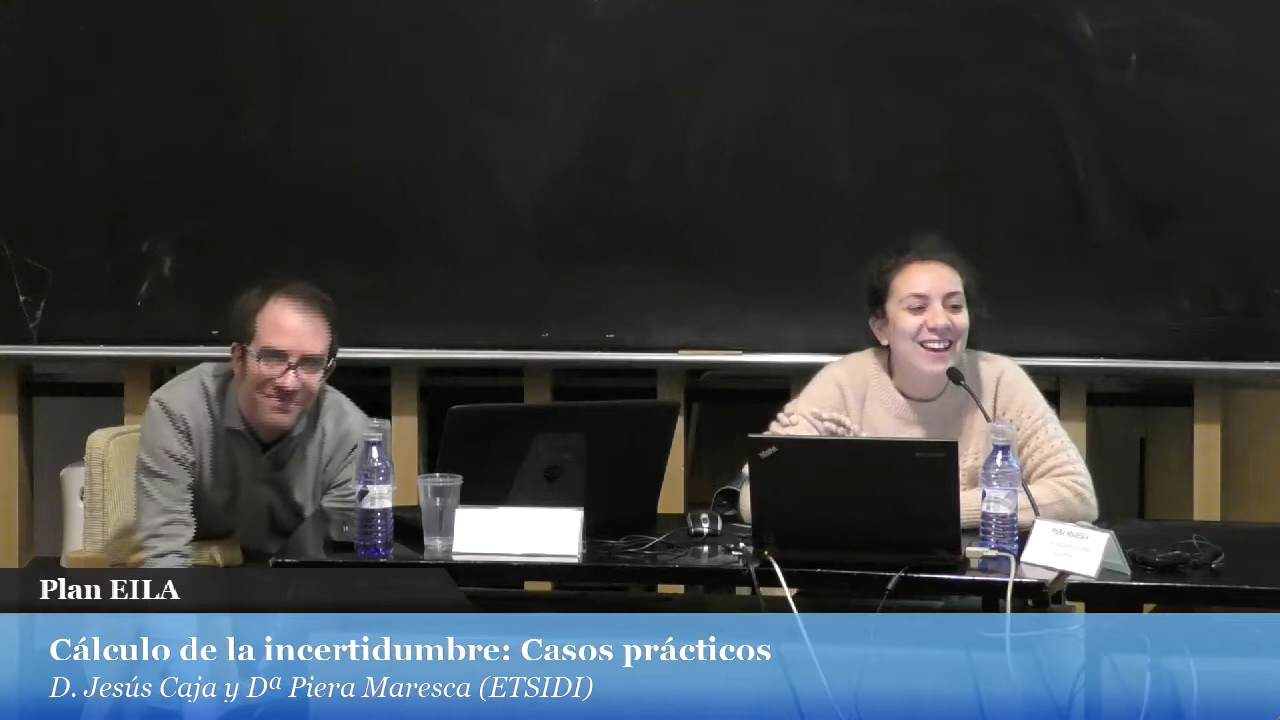 Plan EILA
Cálculo de la incertidumbre: Casos prácticos
D. Jesús Caja y Dª Piera Maresca (ETSIDI)